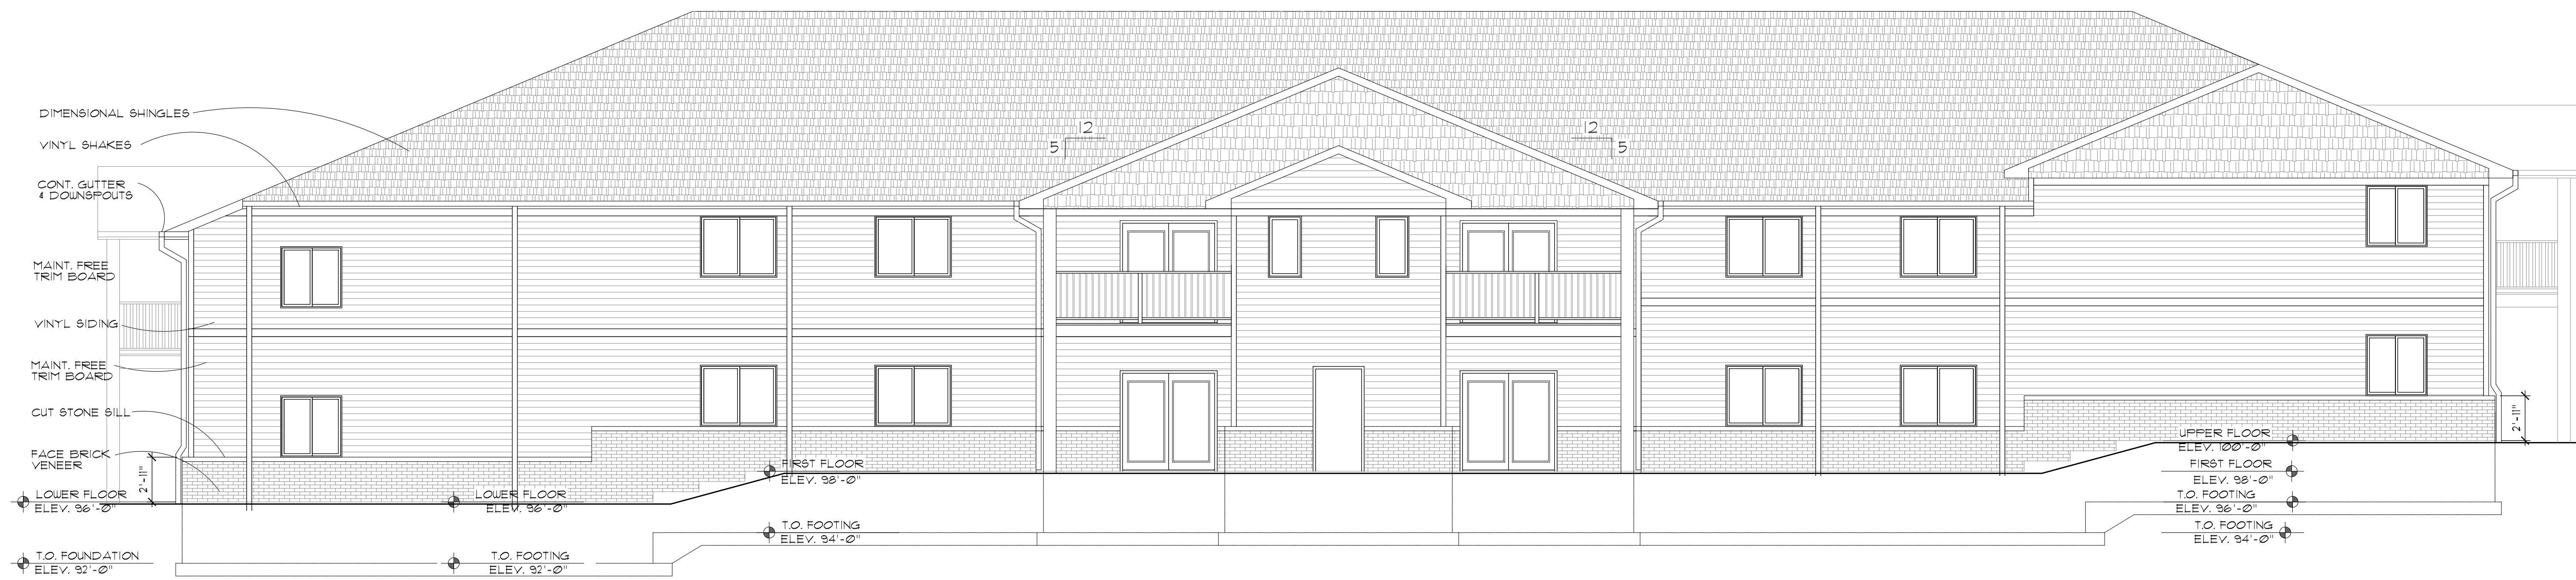 DIMENSIONAL SHINGLES
VINYL SHAKES
CONT. GUTTER
& DOWNSPOUTS
MAINT. FREE
TRIM BOARD
VINYL SIDING
MAINT. FREE
TRIM BOARD
CUT STONE SILL
FACE BRICK
VENEER
2'-11"
LOWER FLOOR
ELEV. 96'-0"
T.O. FOUNDATION
ELEV. 92'-0"
LOWER FLOOR
ELEV. 96'-0"
T.O. FOOTING
ELEV. 92'-0"
FIRST FLOOR
ELEV. 98'-0"
T.O. FOOTING
ELEV. 94'-0"
12
5
12
5
UPPER FLOOR
ELEV. 100'-0"
FIRST FLOOR
ELEV. 98'-0"
T.O. FOOTING
ELEV. 96'-0"
T.O. FOOTING
ELEV. 94'-0"
2'-11"